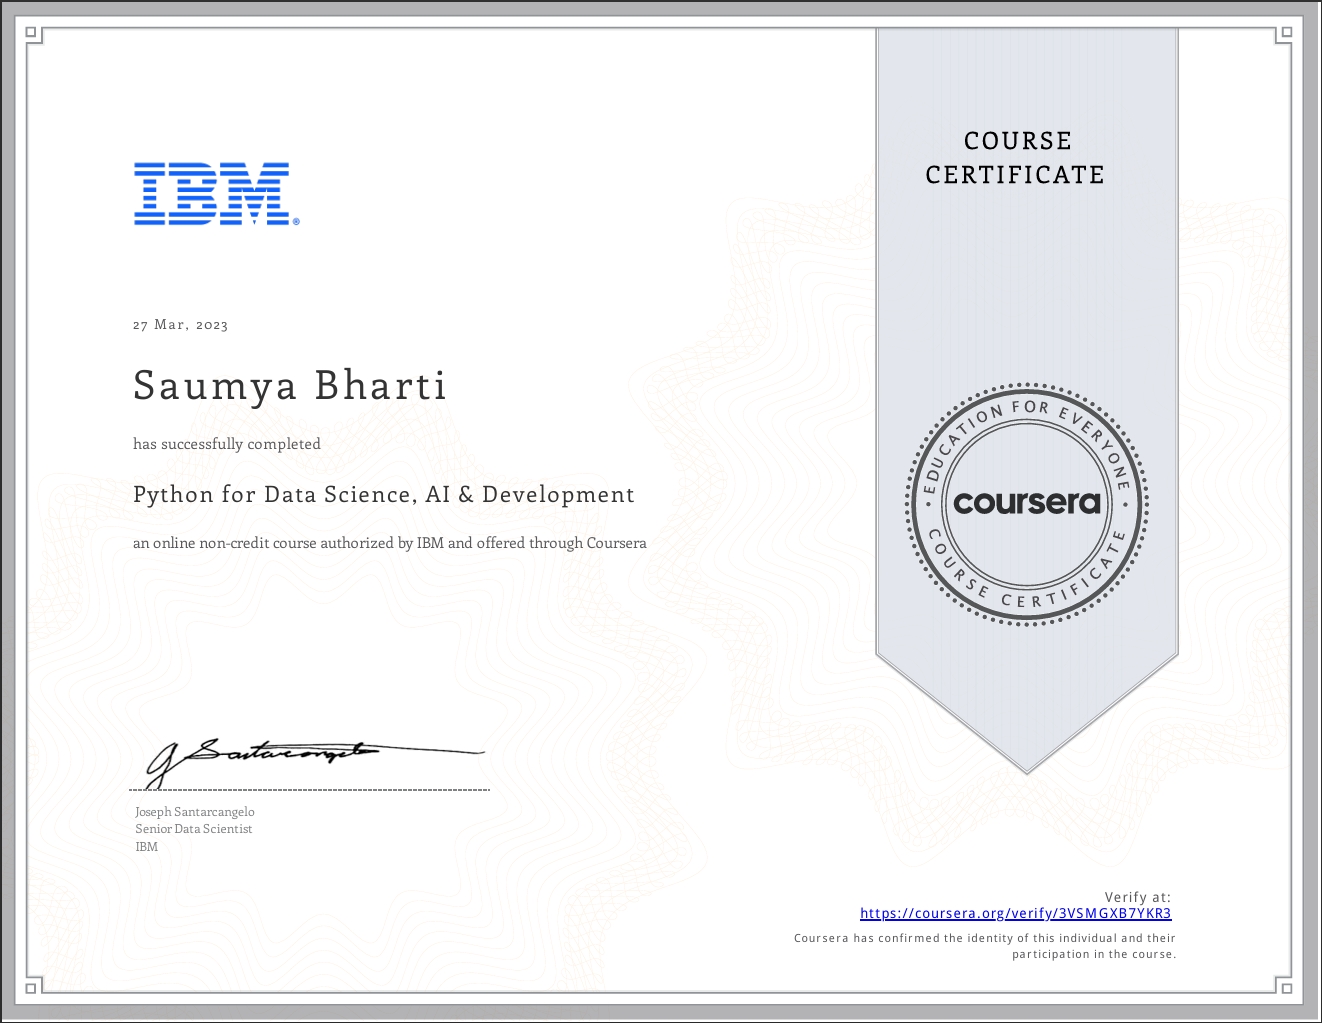 COURSE
CERTIFICATE
IBM®
27 Mar, 2023
Saumya Bharti
has successfully completed
Python for Data Science, AI & Development
an online non-credit course authorized by IBM and offered through Coursera
EDUCATION FOR EVERYONE
coursera
COURSE CERTIFICATE
J Santarcangelo
Joseph Santarcangelo
Senior Data Scientist
IBM
Verify at:
https://coursera.org/verify/3VSMGXB7YKR3
Coursera has confirmed the identity of this individual and their
participation in the course.